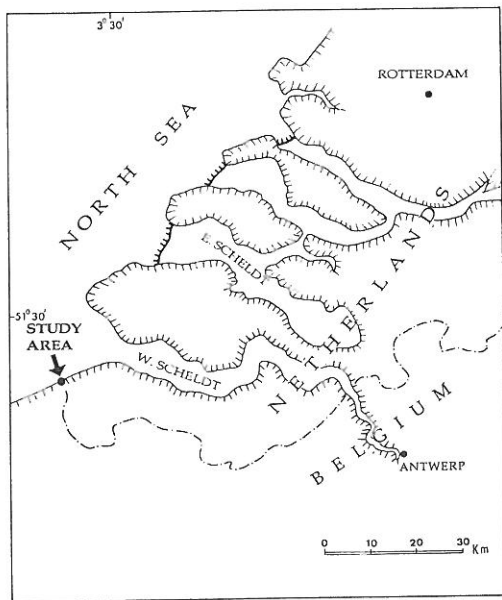 3°30'
ROTTERDAM
NORTH SEA
E. SCHELDT
NETHERLANDS
51°30'
STUDY
AREA
W. SCHELDT
BELGIUM
ANTWERP
0 10 20 30 Km